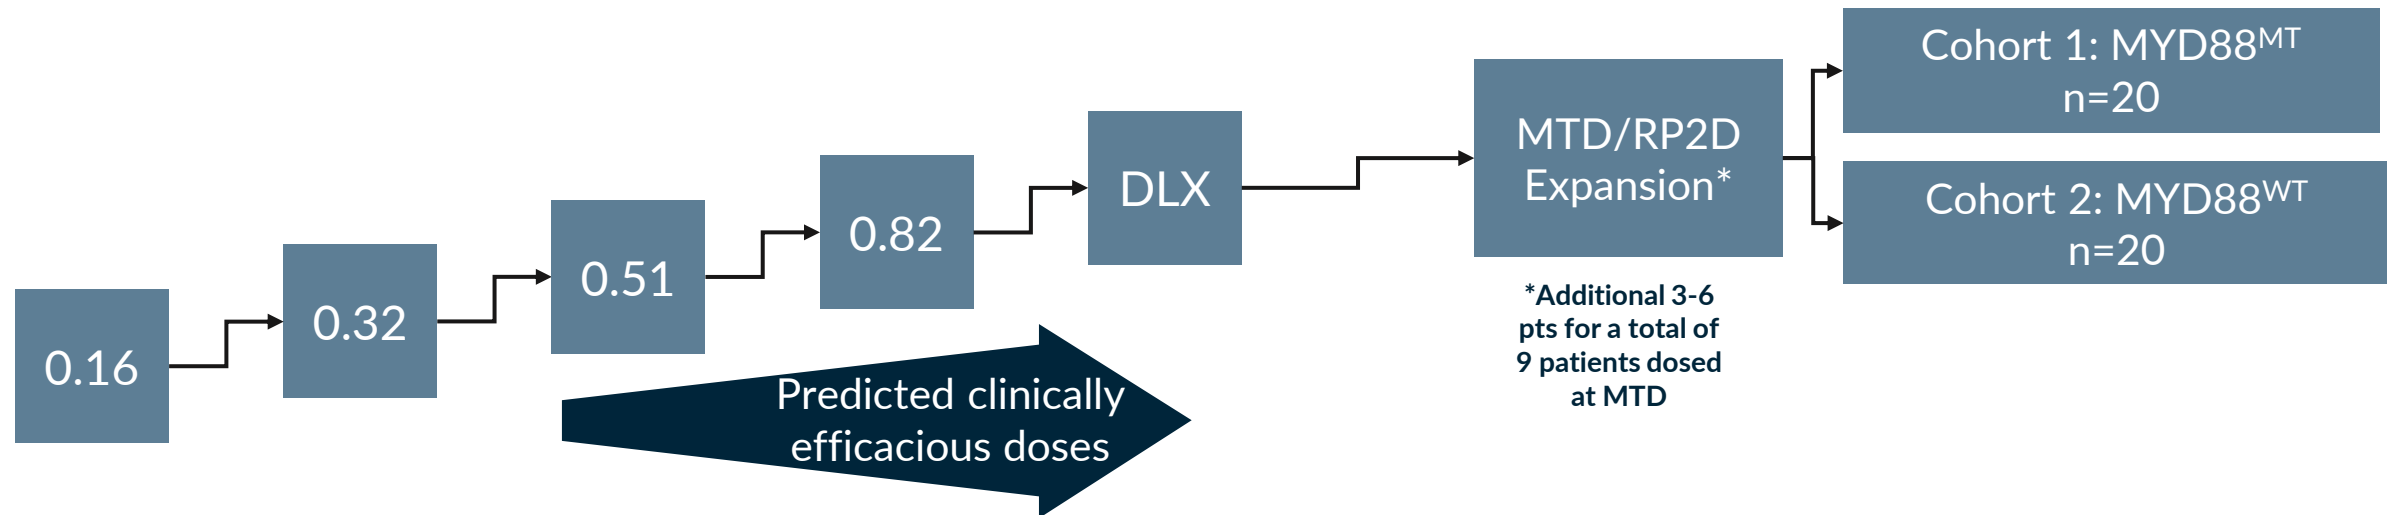 0.16
0.32
0.51
0.82
DLX
MTD/RP2D
Expansion*
*Additional 3-6
pts for a total of
9 patients dosed
at MTD
Cohort 1: MYD88ᴹᵀ
n=20
Cohort 2: MYD88ᵂᵀ
n=20
Predicted clinically
efficacious doses